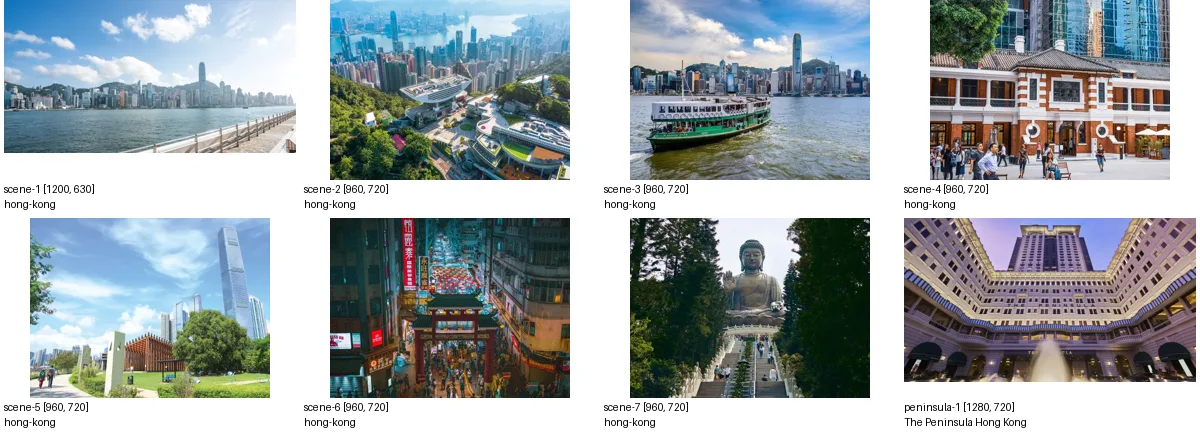 scene-1 [1200, 630]
hong-kong
scene-2 [960, 720]
hong-kong
scene-3 [960, 720]
hong-kong
scene-4 [960, 720]
hong-kong
scene-5 [960, 720]
hong-kong
scene-6 [960, 720]
hong-kong
scene-7 [960, 720]
hong-kong
peninsula-1 [1280, 720]
The Peninsula Hong Kong